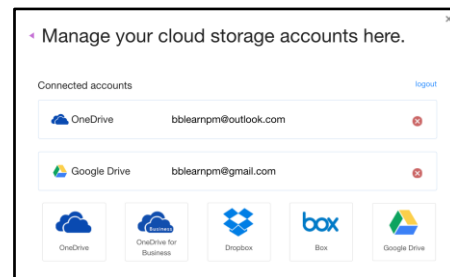 Manage your cloud storage accounts here.
Connected accounts logout
OneDrive bblearnpm@outlook.com
Google Drive bblearnpm@gmail.com
Business
box
OneDrive
OneDrive for
Business
Dropbox
Box
Google Drive